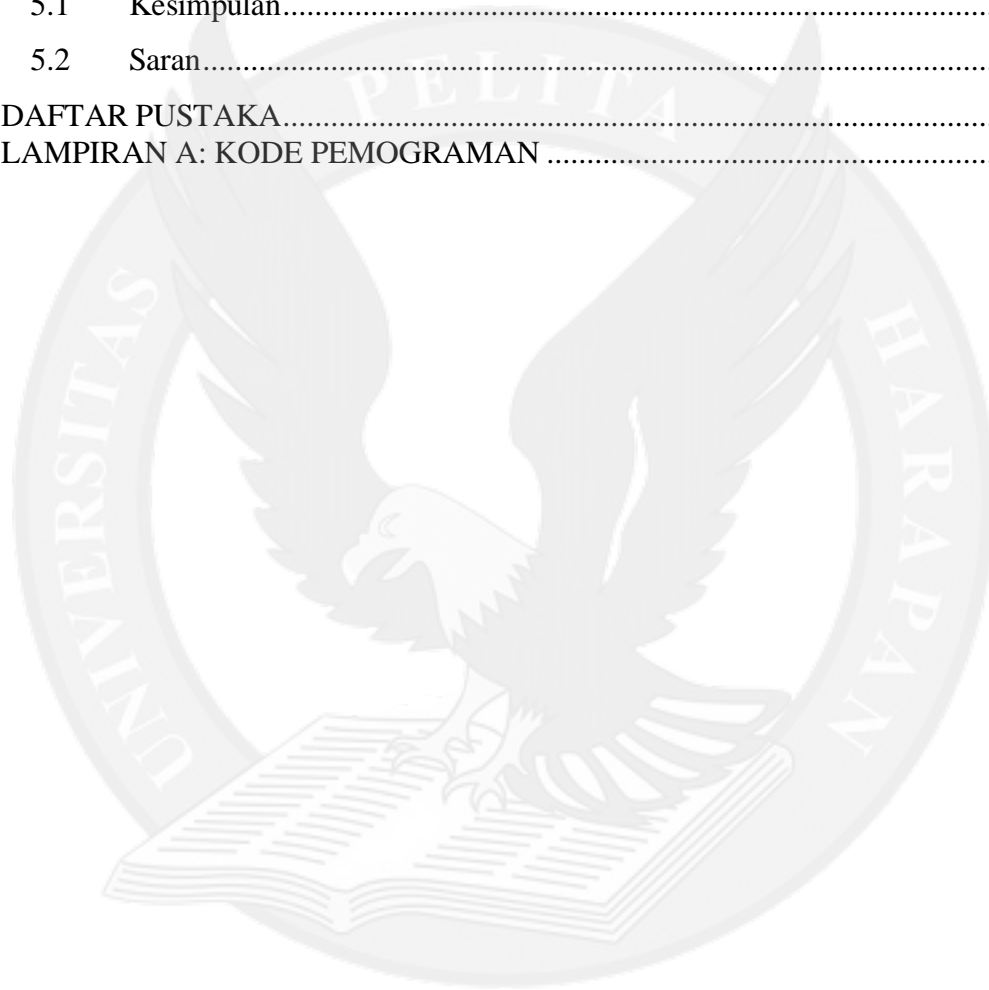 5.1 Kesimpulan........................................................................................
5.2 Saran..................................................................................................
DAFTAR PUSTAKA........................................................................................
LAMPIRAN A: KODE PEMOGRAMAN .......................................................
UNIVERSITAS PELITA HARAPAN